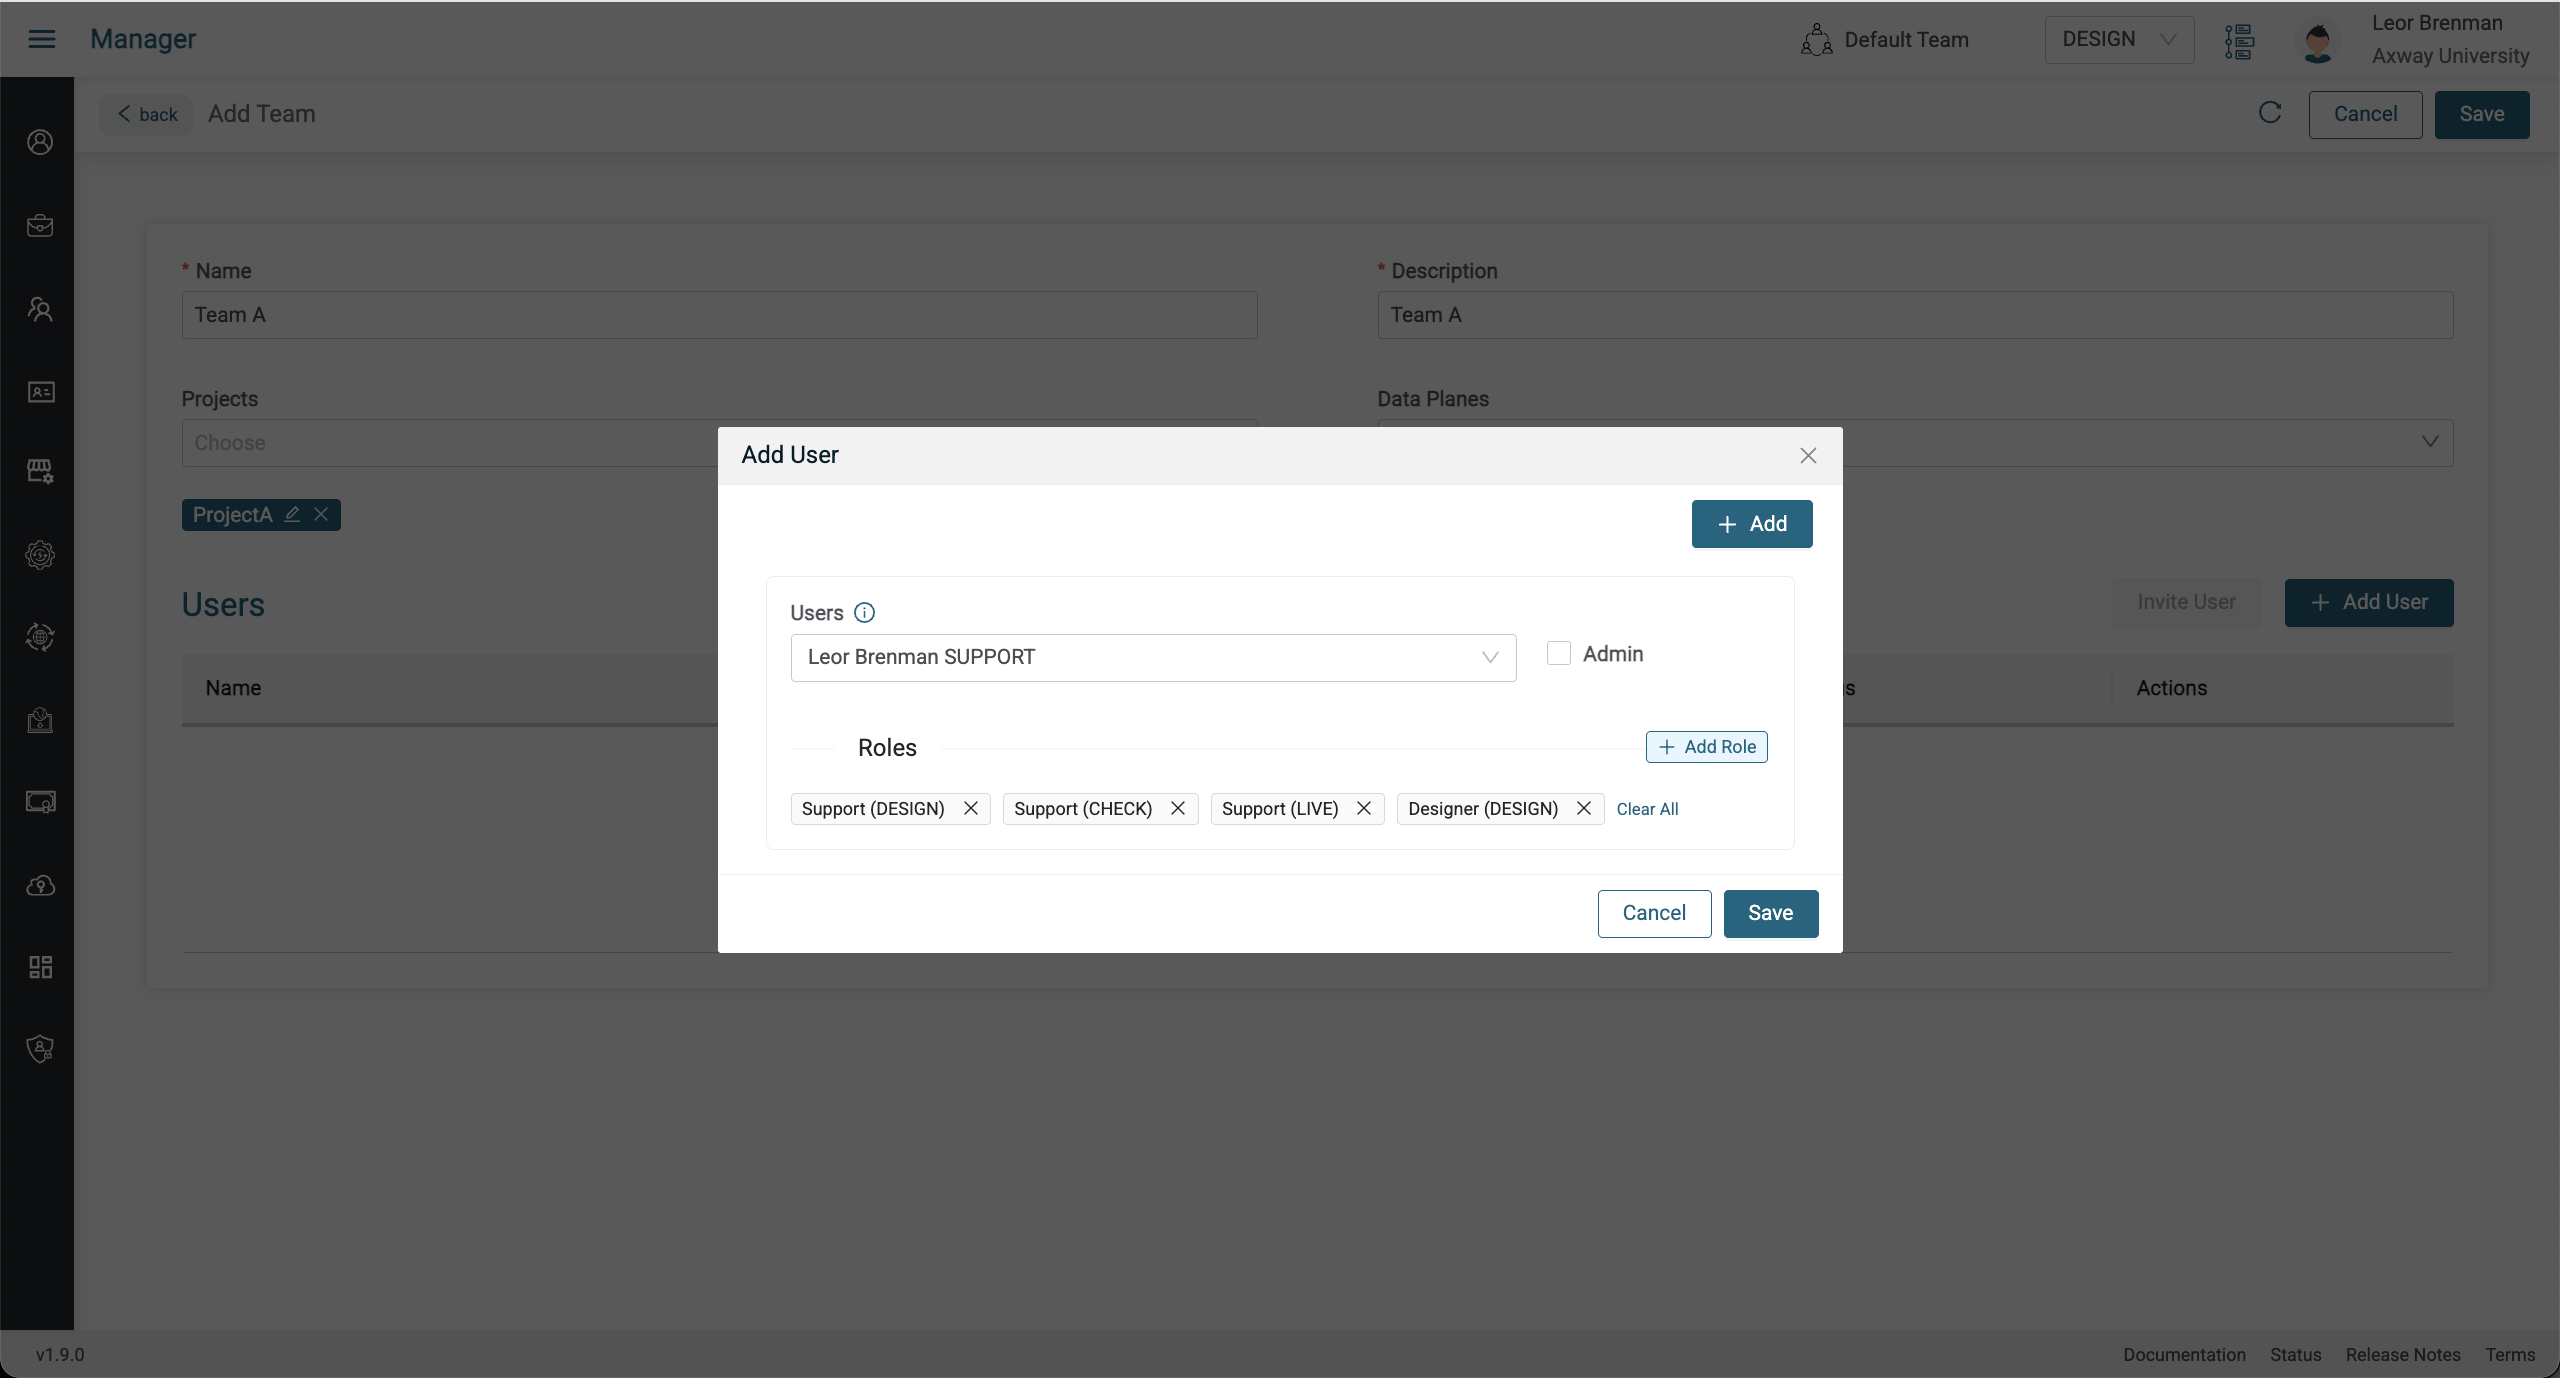 Manager
Default Team
DESIGN
Leor Brenman
Axway University
back
Add Team
Cancel
Save
* Name
* Description
Team A
Team A
Projects
Data Planes
Choose
ProjectA
Users
Invite User
Add User
Name
Actions
Add User
Add
Users
Leor Brenman SUPPORT
Admin
Roles
Add Role
Support (DESIGN)
Support (CHECK)
Support (LIVE)
Designer (DESIGN)
Clear All
Cancel
Save
v1.9.0
Documentation
Status
Release Notes
Terms